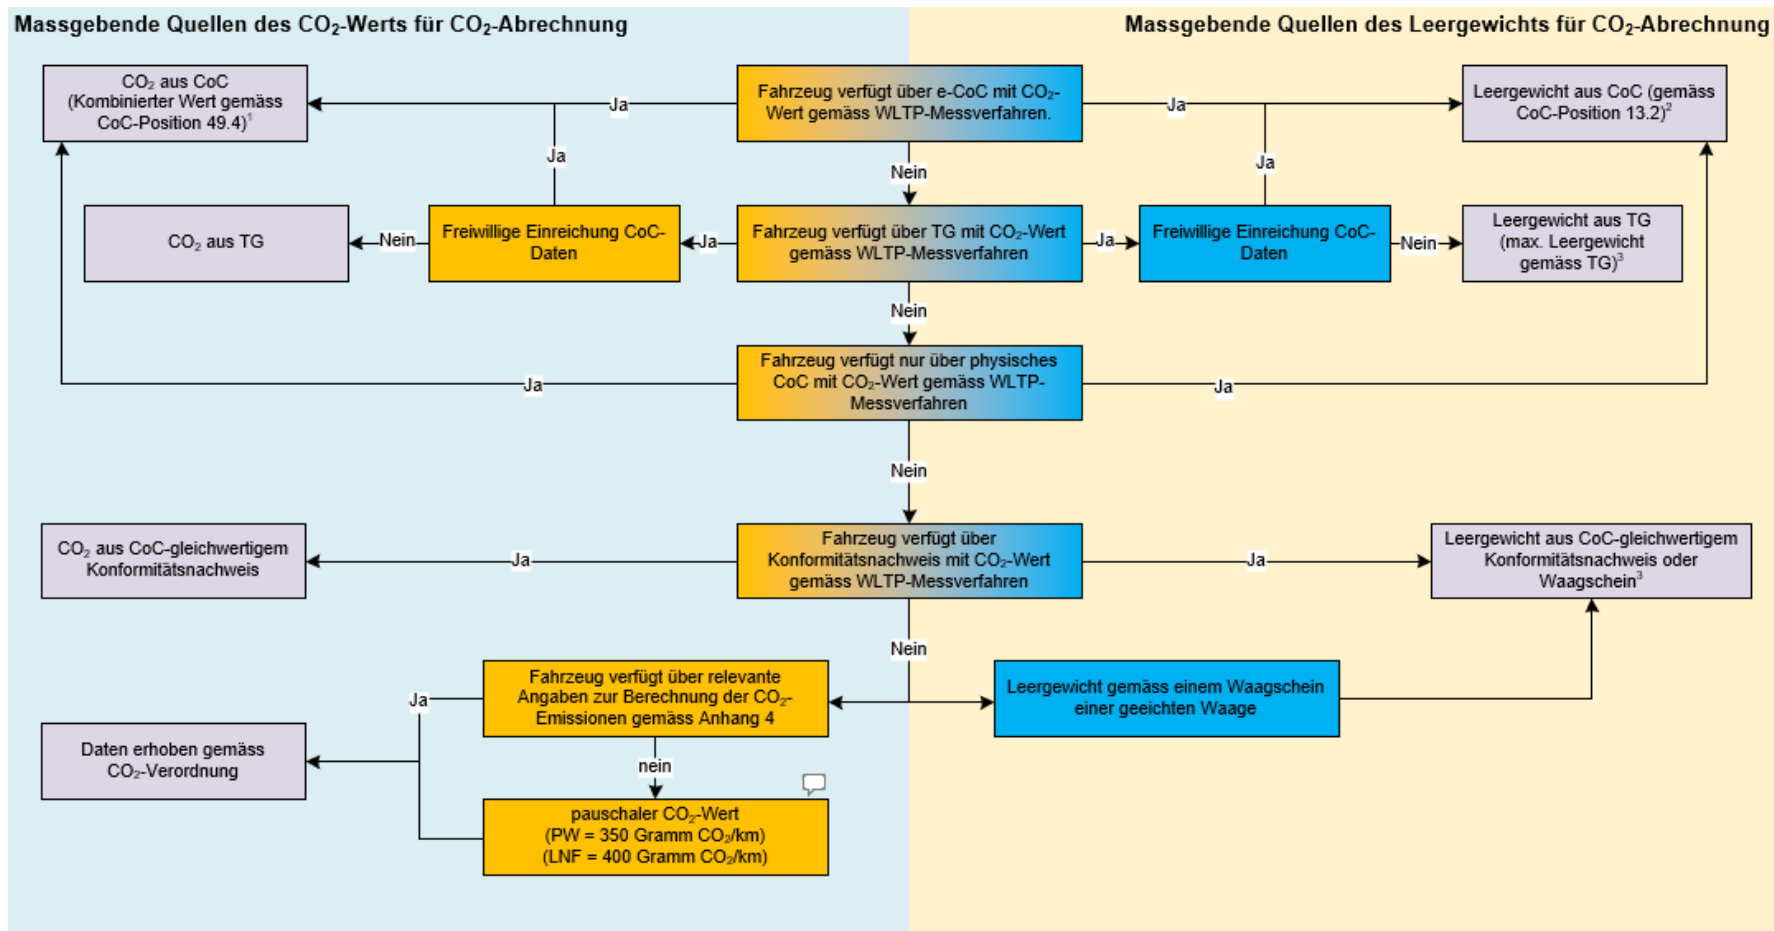 Massgebende Quellen des CO₂-Werts für CO₂-Abrechnung
Massgebende Quellen des Leergewichts für CO₂-Abrechnung
CO₂ aus CoC
(Kombinierter Wert gemäss
CoC-Position 49.4)¹
Ja
Fahrzeug verfügt über e-CoC mit CO₂-
Wert gemäss WLTP-Messverfahren.
Ja
Leergewicht aus CoC (gemäss
CoC-Position 13.2)²
Ja
Nein
Ja
CO₂ aus TG
Nein
Freiwillige Einreichung CoC-
Daten
Ja
Fahrzeug verfügt über TG mit CO₂-Wert
gemäss WLTP-Messverfahren
Ja
Freiwillige Einreichung CoC-
Daten
Nein
Leergewicht aus TG
(max. Leergewicht
gemäss TG)³
Nein
Ja
Fahrzeug verfügt nur über physisches
CoC mit CO₂-Wert gemäss WLTP-
Messverfahren
Ja
Nein
CO₂ aus CoC-gleichwertigem
Konformitätsnachweis
Ja
Fahrzeug verfügt über
Konformitätsnachweis mit CO₂-Wert
gemäss WLTP-Messverfahren
Ja
Leergewicht aus CoC-gleichwertigem
Konformitätsnachweis oder
Waagschein³
Nein
Ja
Fahrzeug verfügt über relevante
Angaben zur Berechnung der CO₂-
Emissionen gemäss Anhang 4
Leergewicht gemäss einem Waagschein
einer geeichten Waage
Daten erhoben gemäss
CO₂-Verordnung
nein
pauschaler CO₂-Wert
(PW = 350 Gramm CO₂/km)
(LNF = 400 Gramm CO₂/km)